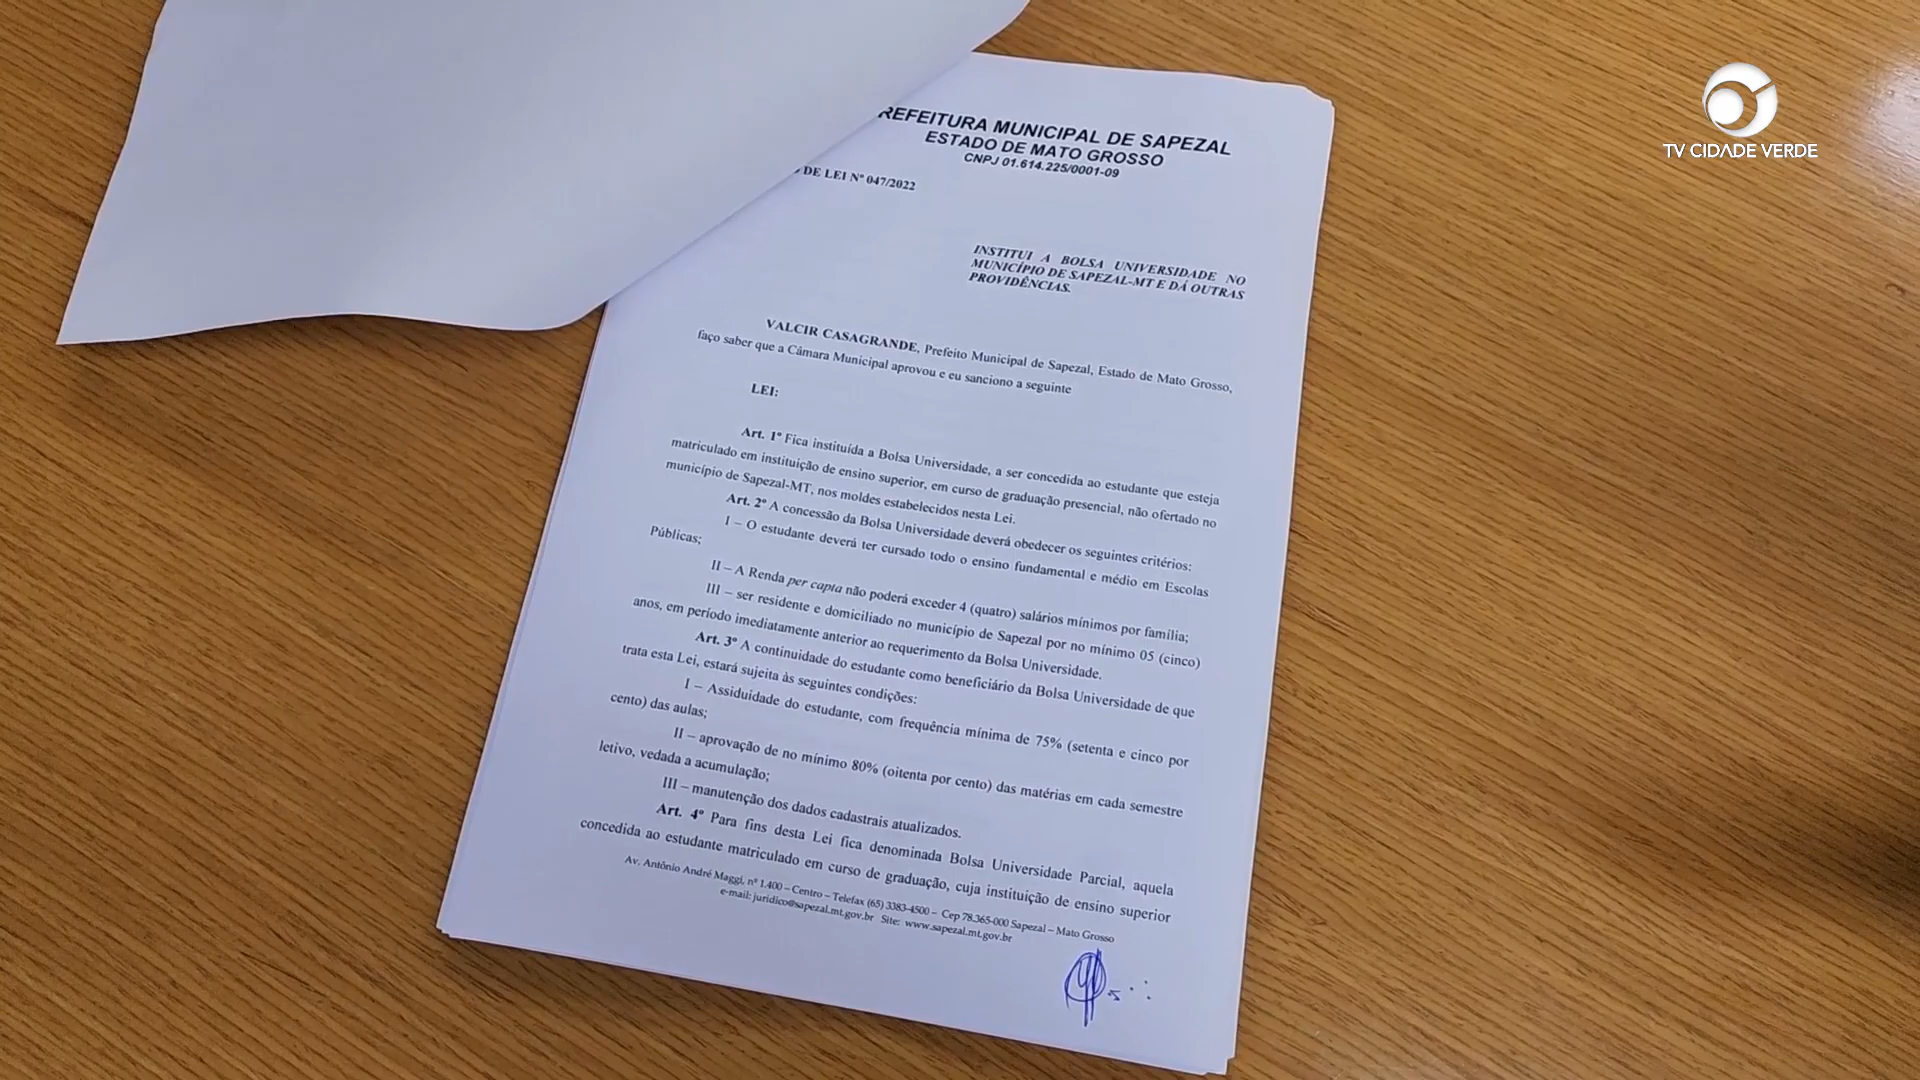 REFEITURA MUNICIPAL DE SAPEZAL
ESTADO DE MATO GROSSO
CNPJ 01.614.225/0001-09
TV CIDADE VERDE
DE LEI Nº 047/2022
INSTITUI A BOLSA UNIVERSIDADE NO
MUNICÍPIO DE SAPEZAL-MT E DÁ OUTRAS
PROVIDÊNCIAS.
VALCIR CASAGRANDE, Prefeito Municipal de Sapezal, Estado de Mato Grosso,
faço saber que a Câmara Municipal aprovou e eu sanciono a seguinte
LEI:
Art. 1º Fica instituída a Bolsa Universidade, a ser concedida ao estudante que esteja
matriculado em instituição de ensino superior, em curso de graduação presencial, não ofertado no
município de Sapezal-MT, nos moldes estabelecidos nesta Lei.
Art. 2º A concessão da Bolsa Universidade deverá obedecer os seguintes critérios:
I – O estudante deverá ter cursado todo o ensino fundamental e médio em Escolas
Públicas;
II – A Renda per capta não poderá exceder 4 (quatro) salários mínimos por família;
III – ser residente e domiciliado no município de Sapezal por no mínimo 05 (cinco)
anos, em período imediatamente anterior ao requerimento da Bolsa Universidade.
Art. 3º A continuidade do estudante como beneficiário da Bolsa Universidade de que
trata esta Lei, estará sujeita às seguintes condições:
I – Assiduidade do estudante, com frequência mínima de 75% (setenta e cinco por
cento) das aulas;
II – aprovação de no mínimo 80% (oitenta por cento) das matérias em cada semestre
letivo, vedada a acumulação;
III – manutenção dos dados cadastrais atualizados.
Art. 4º Para fins desta Lei fica denominada Bolsa Universidade Parcial, aquela
concedida ao estudante matriculado em curso de graduação, cuja instituição de ensino superior
Av. Antônio André Maggi, nº 1.400 – Centro – Telefax (65) 3383-4500 – Cep 78.365-000 Sapezal – Mato Grosso
e-mail: juridico@sapezal.mt.gov.br Site: www.sapezal.mt.gov.br